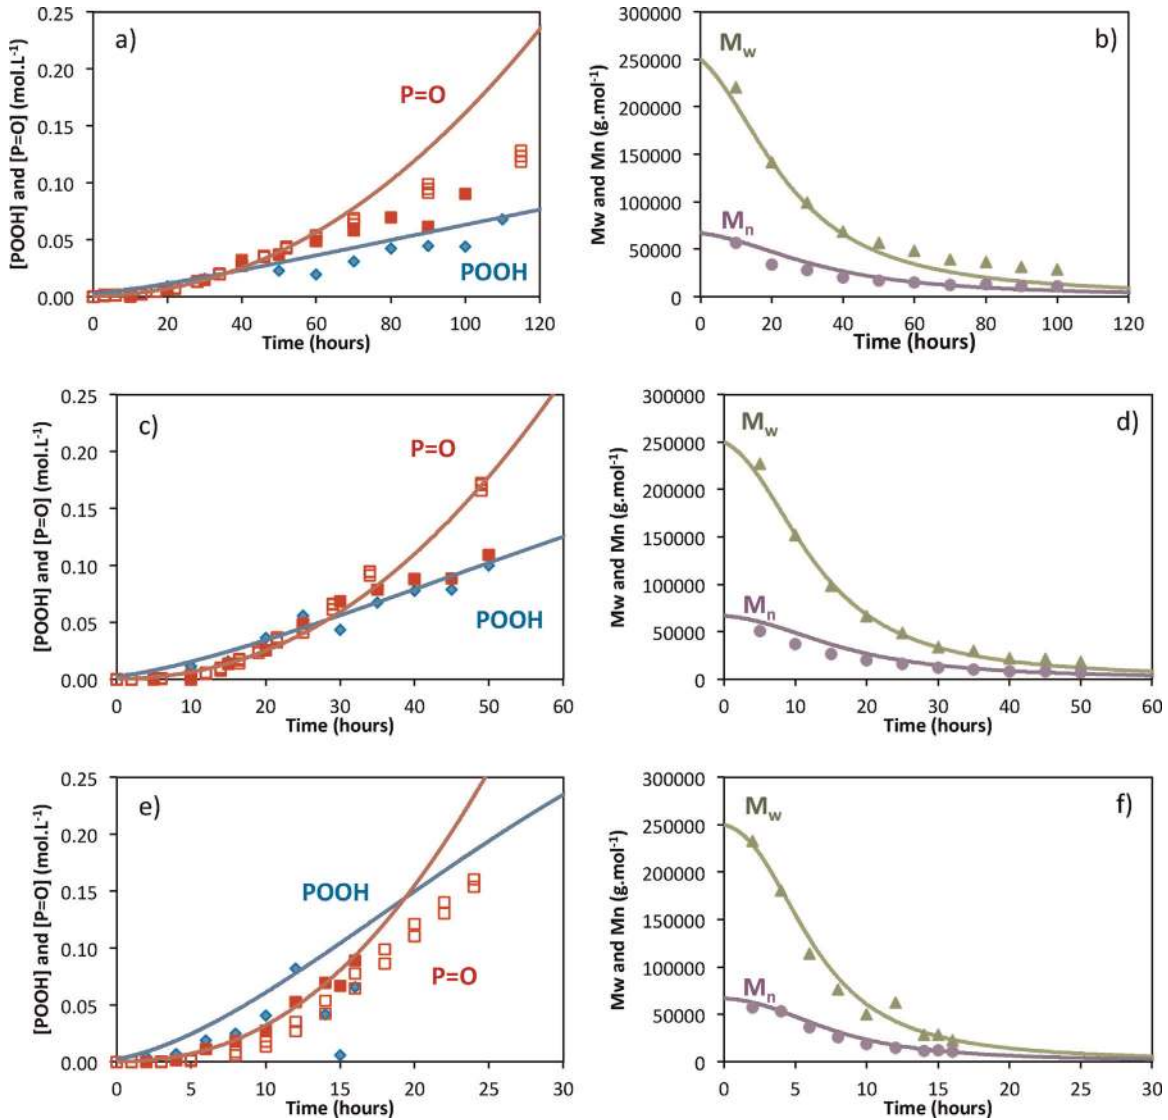 a)
0.25
0.20
0.15
0.10
0.05
0.00
[POOH] and [P=O] (mol.L-1)
P=O
POOH
0 20 40 60 80 100 120
Time (hours)
b)
300000
250000
200000
150000
100000
50000
0
Mw and Mn (g.mol-1)
Mw
Mn
0 20 40 60 80 100 120
Time (hours)
c)
0.25
0.20
0.15
0.10
0.05
0.00
[POOH] and [P=O] (mol.L-1)
P=O
POOH
0 10 20 30 40 50 60
Time (hours)
d)
300000
250000
200000
150000
100000
50000
0
Mw and Mn (g.mol-1)
Mw
Mn
0 10 20 30 40 50 60
Time (hours)
e)
0.25
0.20
0.15
0.10
0.05
0.00
[POOH] and [P=O] (mol.L-1)
POOH
P=O
0 5 10 15 20 25 30
Time (hours)
f)
300000
250000
200000
150000
100000
50000
0
Mw and Mn (g.mol-1)
Mw
Mn
0 5 10 15 20 25 30
Time (hours)